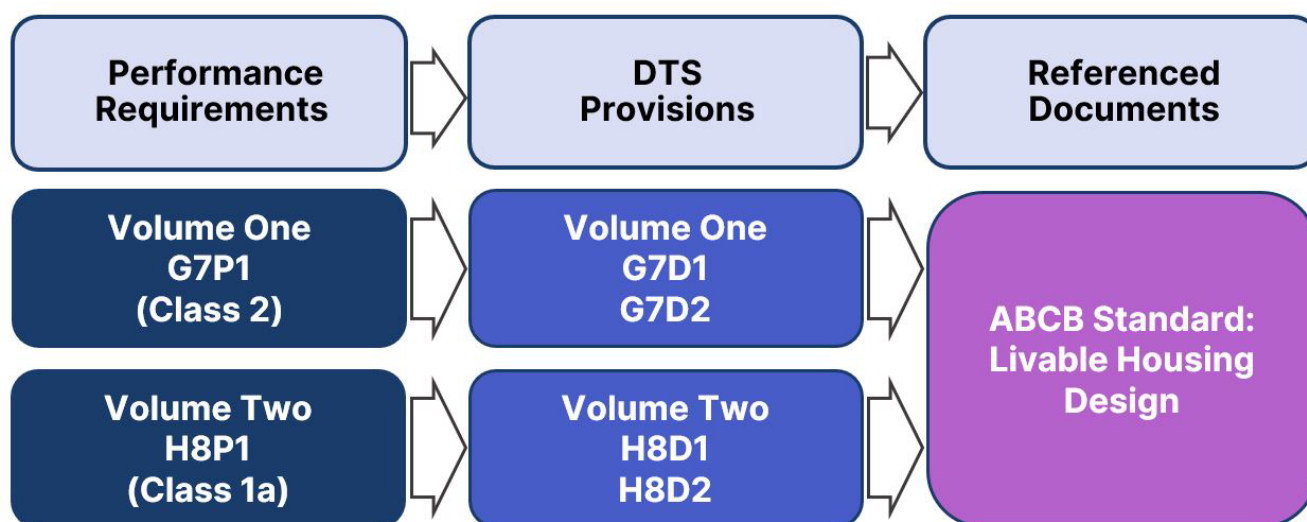 Performance
Requirements
DTS
Provisions
Referenced
Documents
Volume One
G7P1
(Class 2)
Volume One
G7D1
G7D2
ABCB Standard:
Livable Housing
Design
Volume Two
H8P1
(Class 1a)
Volume Two
H8D1
H8D2